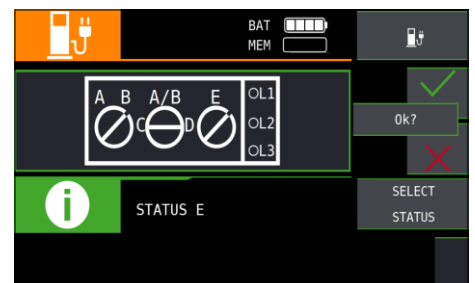 BAT
MEM
A B A/B E OL1
C D OL2
OL3
Ok?
SELECT
STATUS
STATUS E